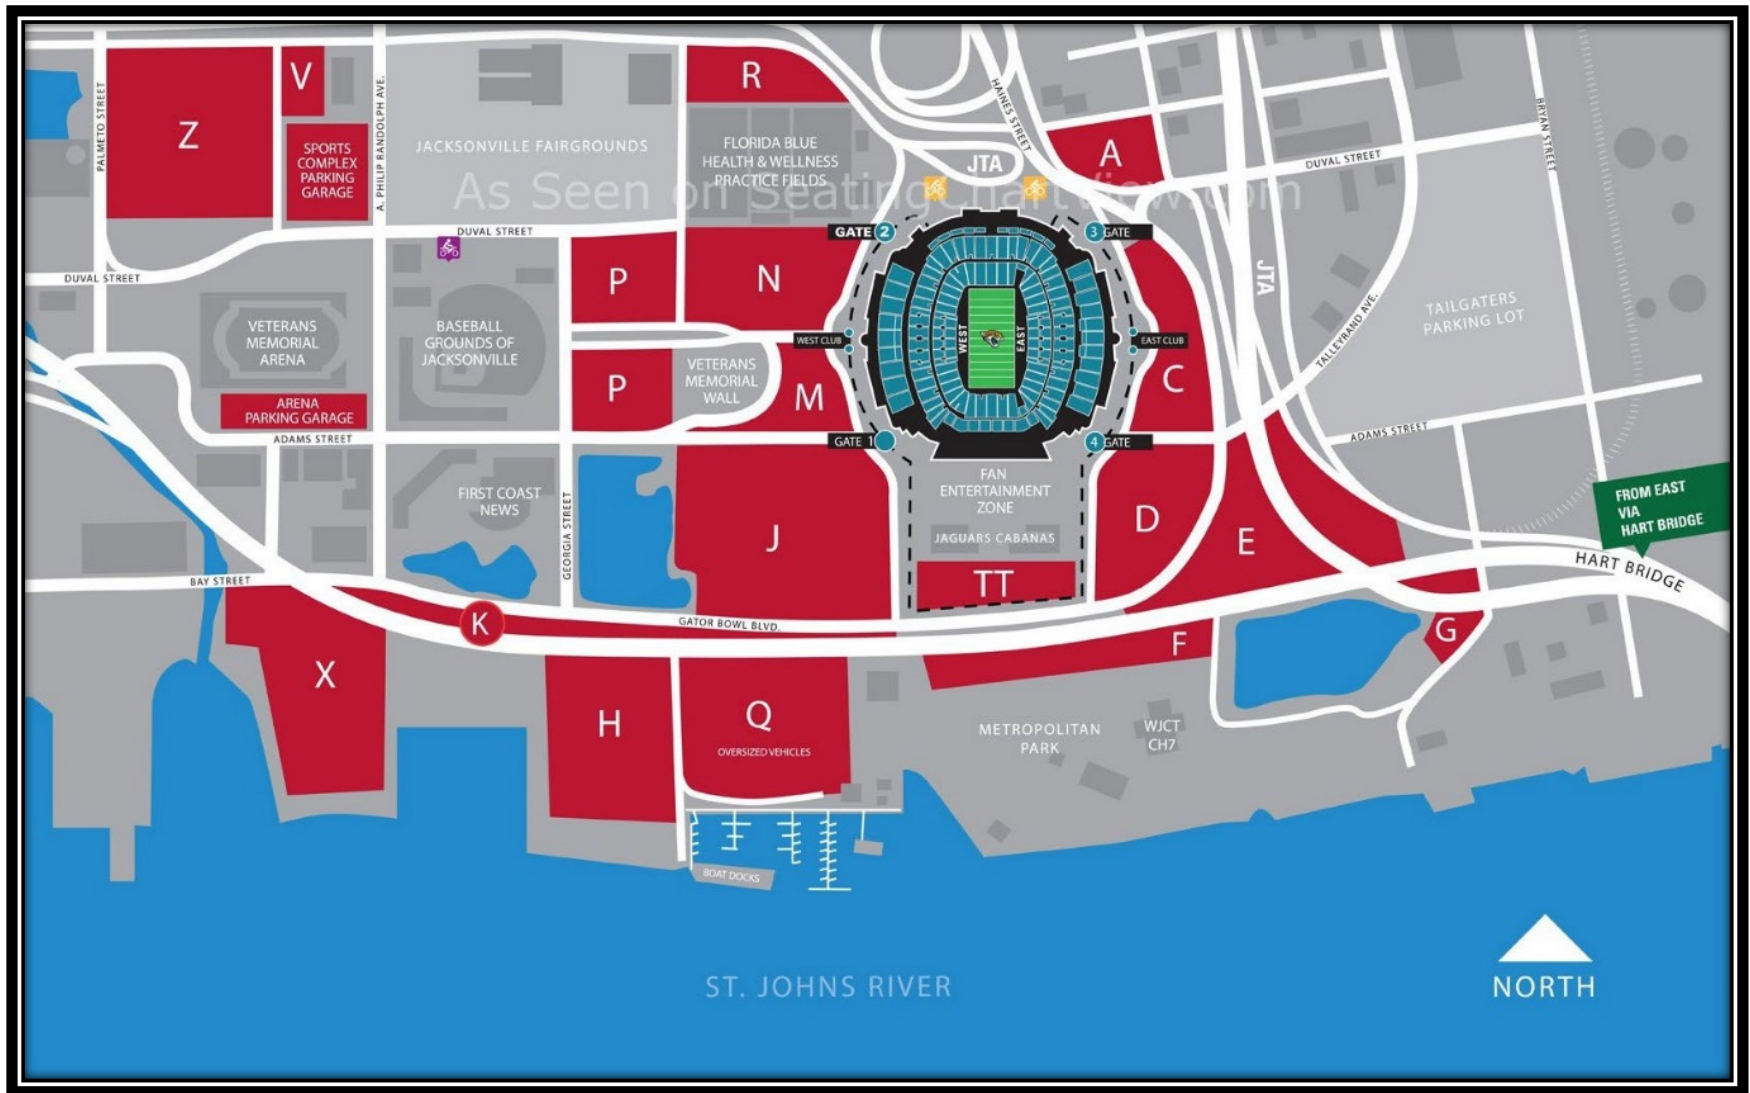 PALMETO STREET
Z
V
SPORTS
COMPLEX
PARKING
GARAGE
A. PHILIP RANDOLPH AVE.
JACKSONVILLE FAIRGROUNDS
R
FLORIDA BLUE
HEALTH & WELLNESS
PRACTICE FIELDS
HAINES STREET
JTA
A
DUVAL STREET
BRYAN STREET
As Seen on SeatingChartView.com
DUVAL STREET
DUVAL STREET
GATE 2
3 GATE
JTA
P
N
VETERANS
MEMORIAL
ARENA
BASEBALL
GROUNDS OF
JACKSONVILLE
WEST CLUB
WEST
EAST
EAST CLUB
TAILGATERS
PARKING LOT
TALLEYRAND AVE.
P
VETERANS
MEMORIAL
WALL
M
C
ARENA
PARKING GARAGE
ADAMS STREET
GATE 1
4 GATE
ADAMS STREET
FIRST COAST
NEWS
GEORGIA STREET
J
FAN
ENTERTAINMENT
ZONE
JAGUARS CABANAS
TT
D
E
FROM EAST
VIA
HART BRIDGE
HART BRIDGE
BAY STREET
K
GATOR BOWL BLVD.
F
G
X
H
Q
OVERSIZED VEHICLES
METROPOLITAN
PARK
WJCT
CH7
BOAT DOCKS
ST. JOHNS RIVER
NORTH